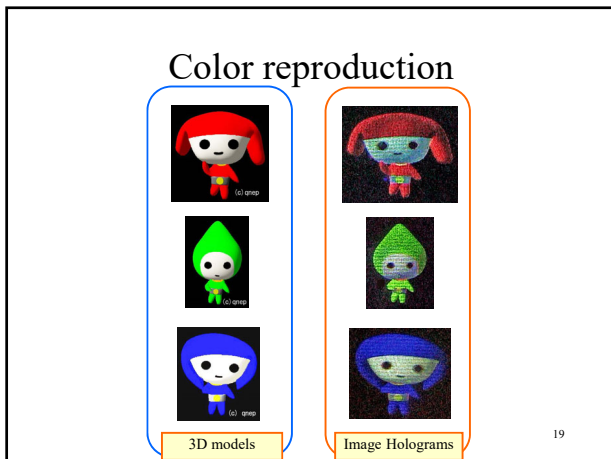 Color reproduction
(c) qnep
(c) qnep
(c) qnep
3D models
Image Holograms
19